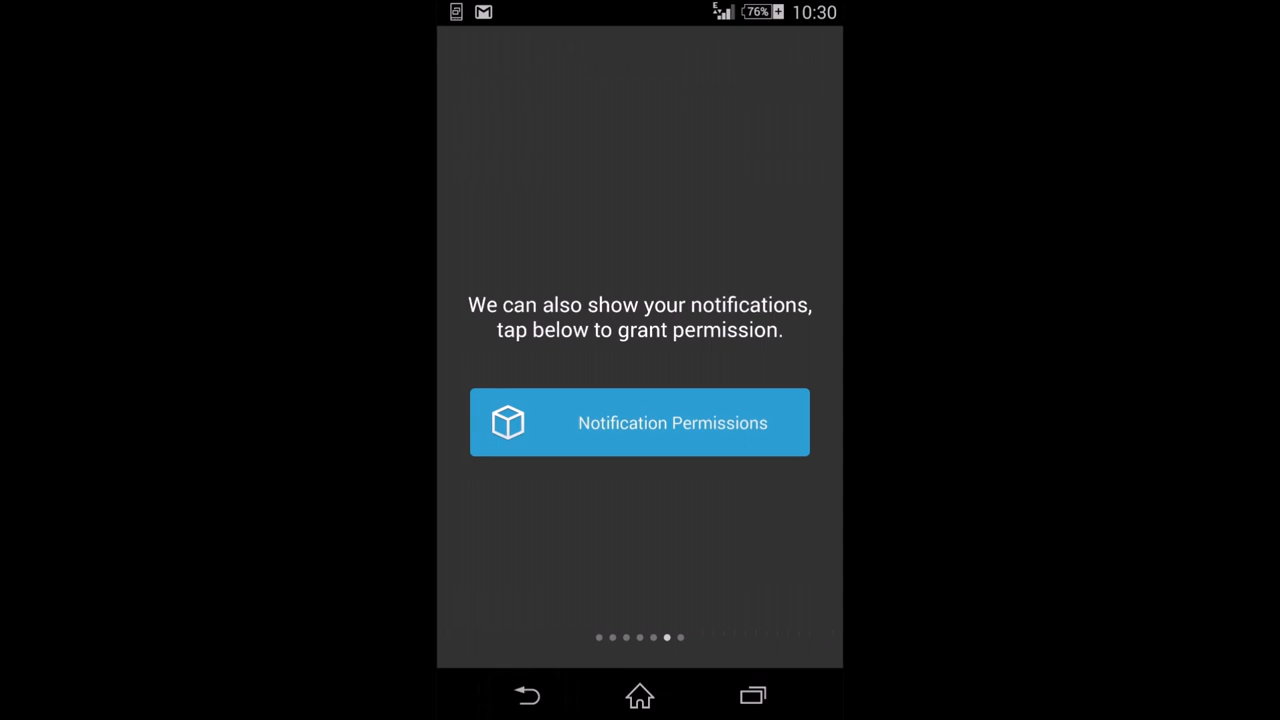 E
76%
10:30
We can also show your notifications,
tap below to grant permission.
Notification Permissions